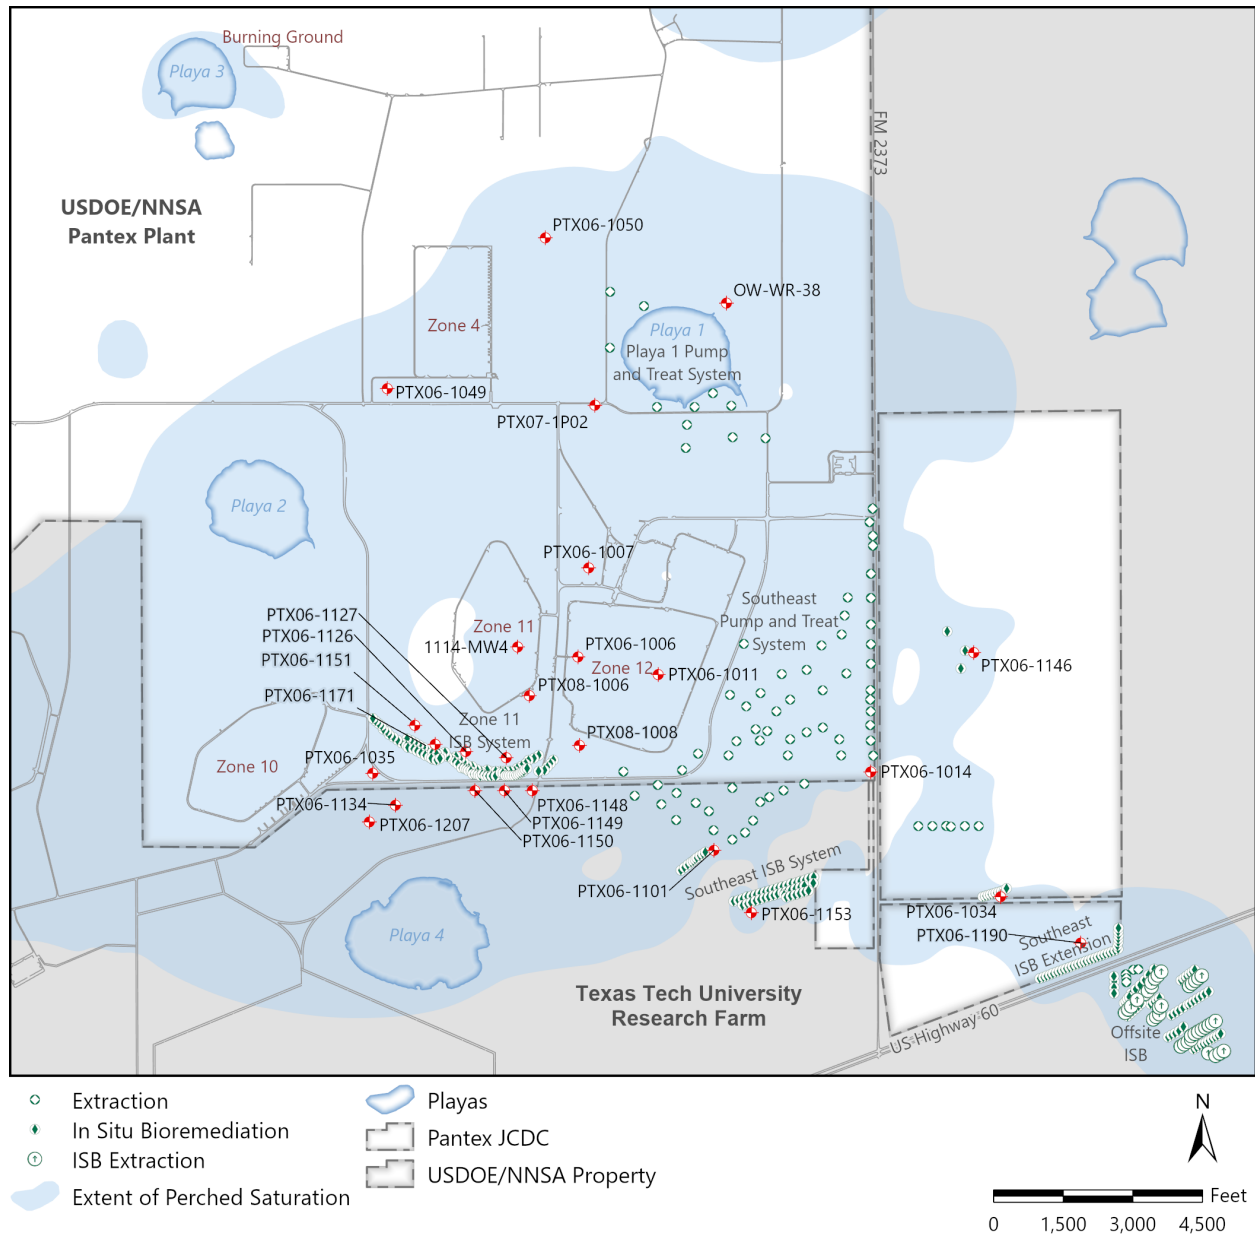 Burning Ground
Playa 3
FM 2373
USDOE/NNSA
Pantex Plant
PTX06-1050
OW-WR-38
Zone 4
Playa 1
Playa 1 Pump
and Treat System
PTX06-1049
PTX07-1P02
Playa 2
PTX06-1007
PTX06-1127
PTX06-1126
PTX06-1151
PTX06-1171
Southeast
Pump and Treat
System
Zone 11
1114-MW4
PTX06-1006
Zone 12
PTX06-1011
PTX06-1146
PTX08-1006
Zone 11
ISB System
PTX08-1008
PTX06-1035
Zone 10
PTX06-1014
PTX06-1134
PTX06-1207
PTX06-1148
PTX06-1149
PTX06-1150
PTX06-1101
Southeast ISB System
PTX06-1153
PTX06-1034
PTX06-1190
Southeast
ISB Extension
Playa 4
Texas Tech University
Research Farm
US Highway 60
Offsite
ISB
Extraction
In Situ Bioremediation
ISB Extraction
Extent of Perched Saturation
Playas
Pantex JCDC
USDOE/NNSA Property
N
Feet
0 1,500 3,000 4,500